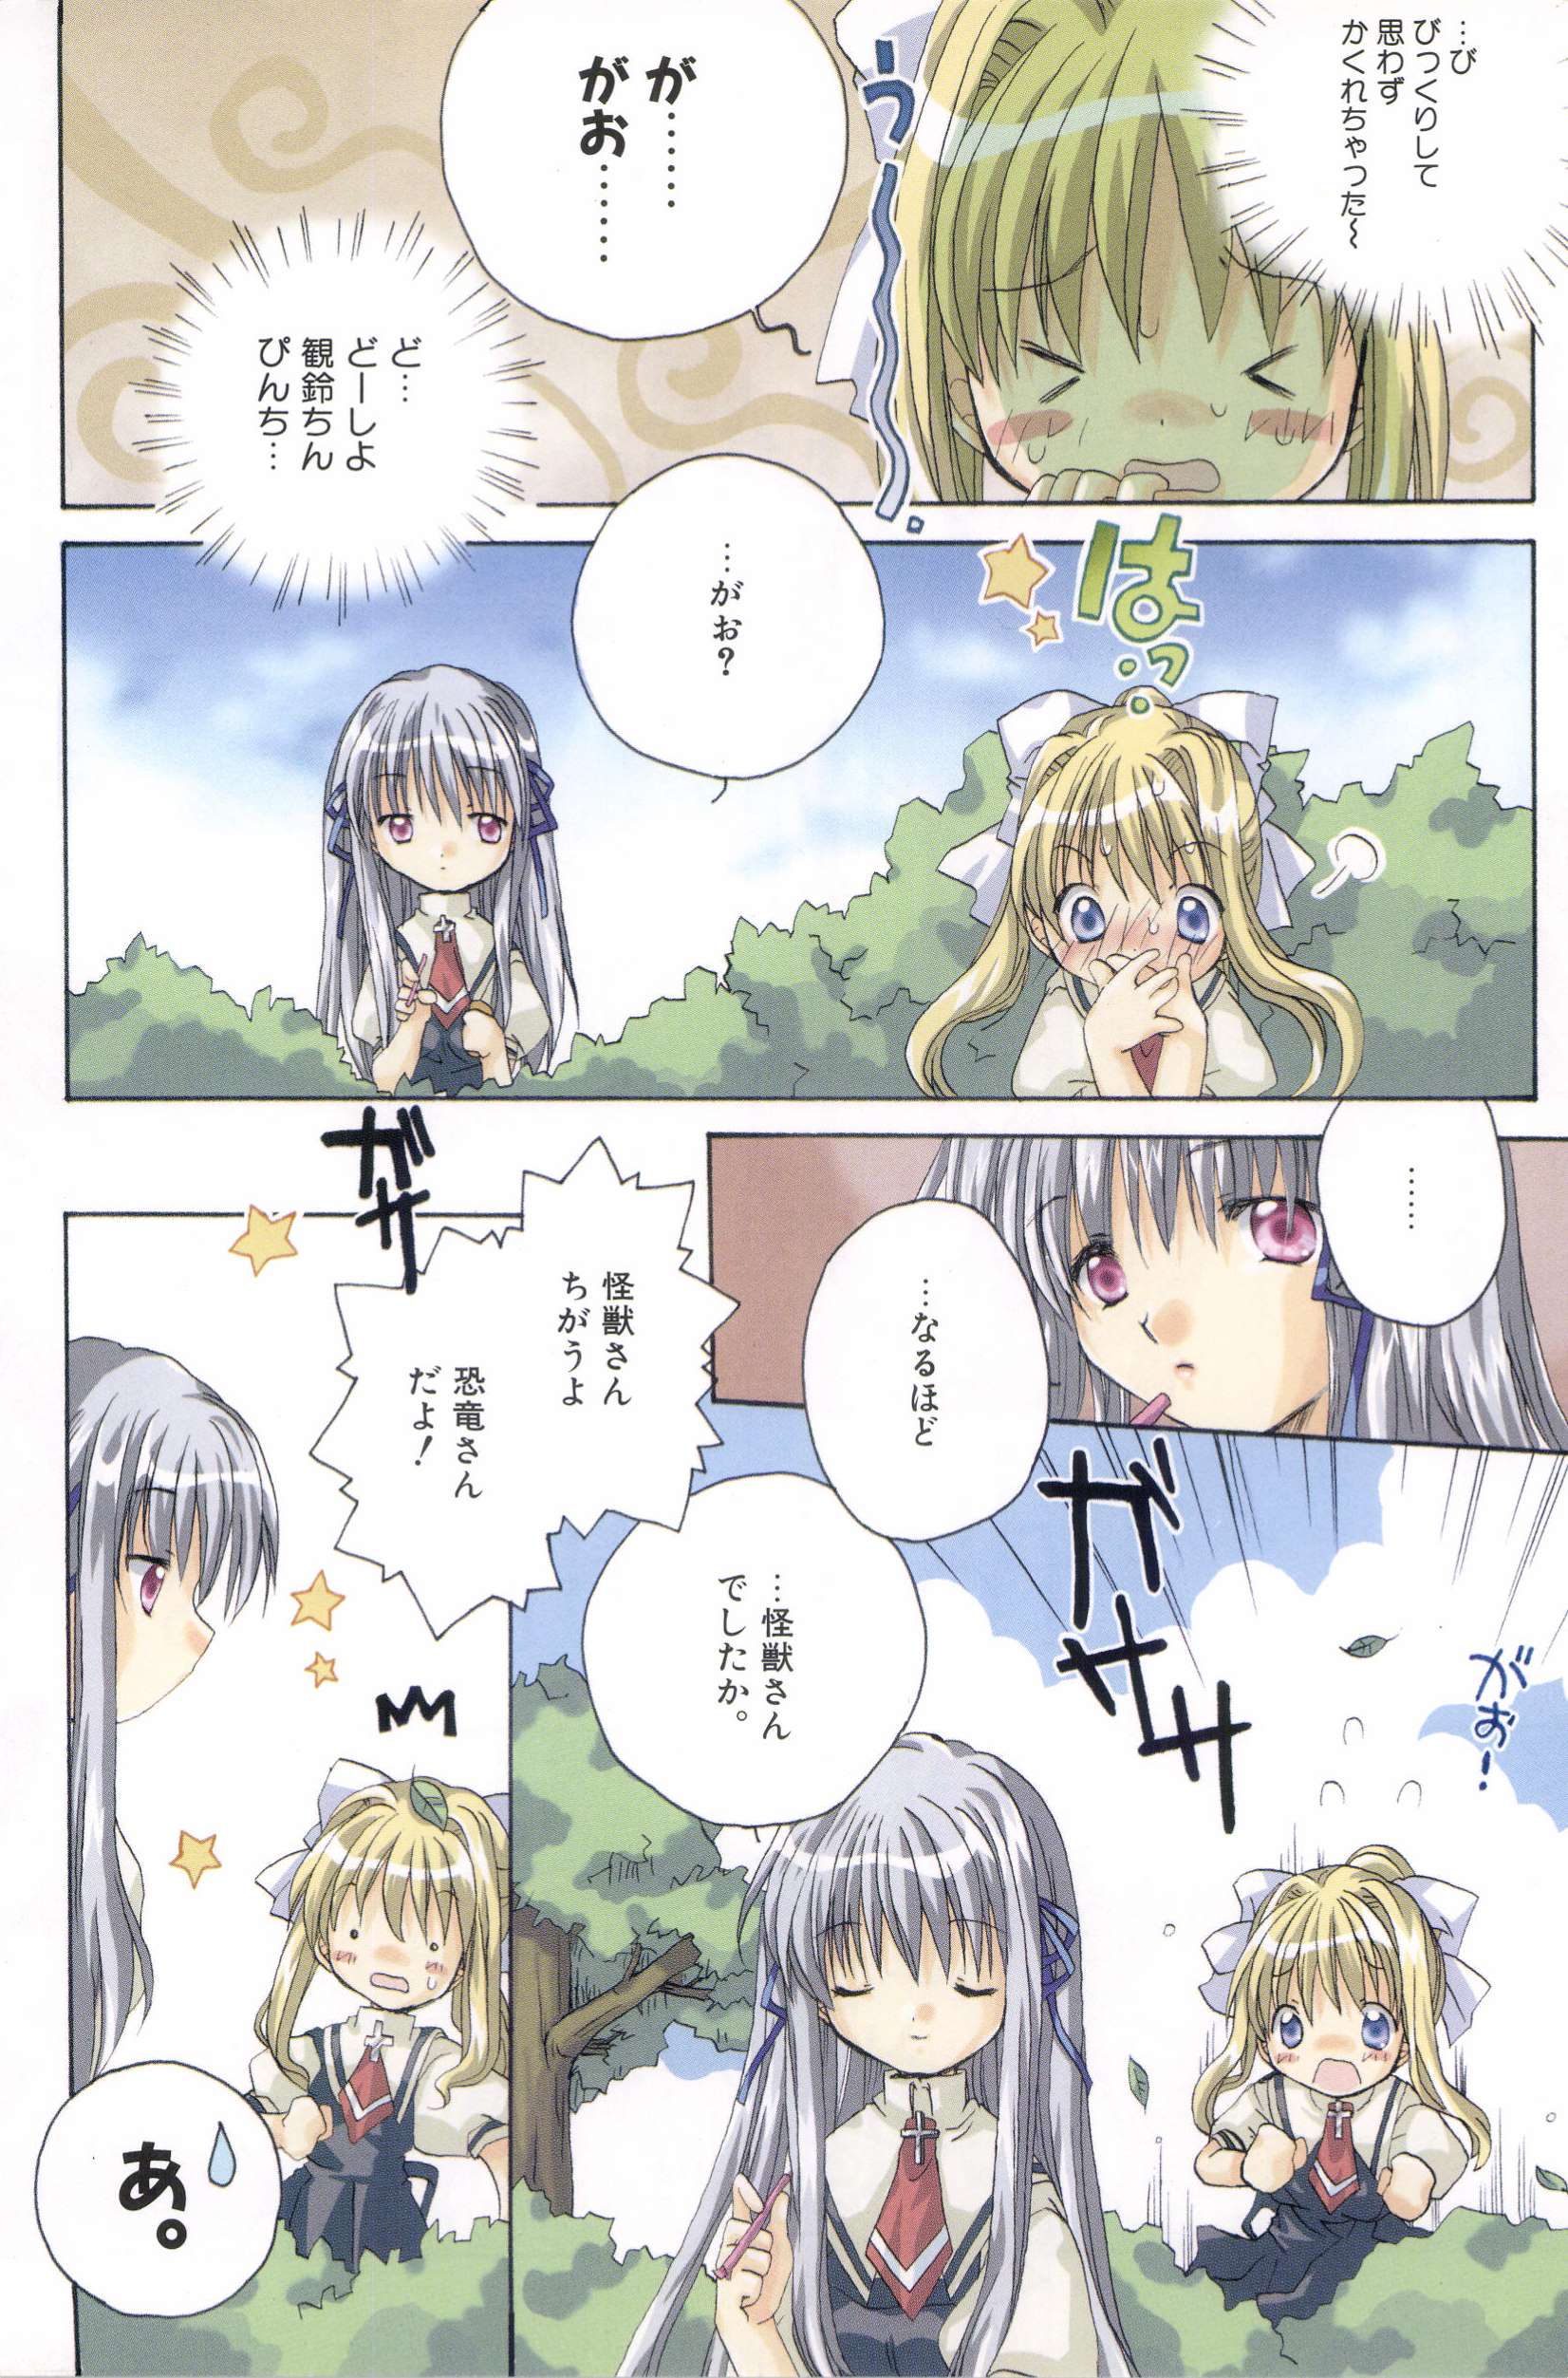 …び
びっくりして
思わず
かくれちゃった〜
う〜〜.
が……
がお……
ど…
どーしよ
観鈴ちん
ぴんち…
はっ
…がお?
……
…なるほど
ガサッ
がおー
…怪獣さん
でしたか。
ガサ
怪獣さん
ちがうよ
恐竜さん
だよ!
あ。